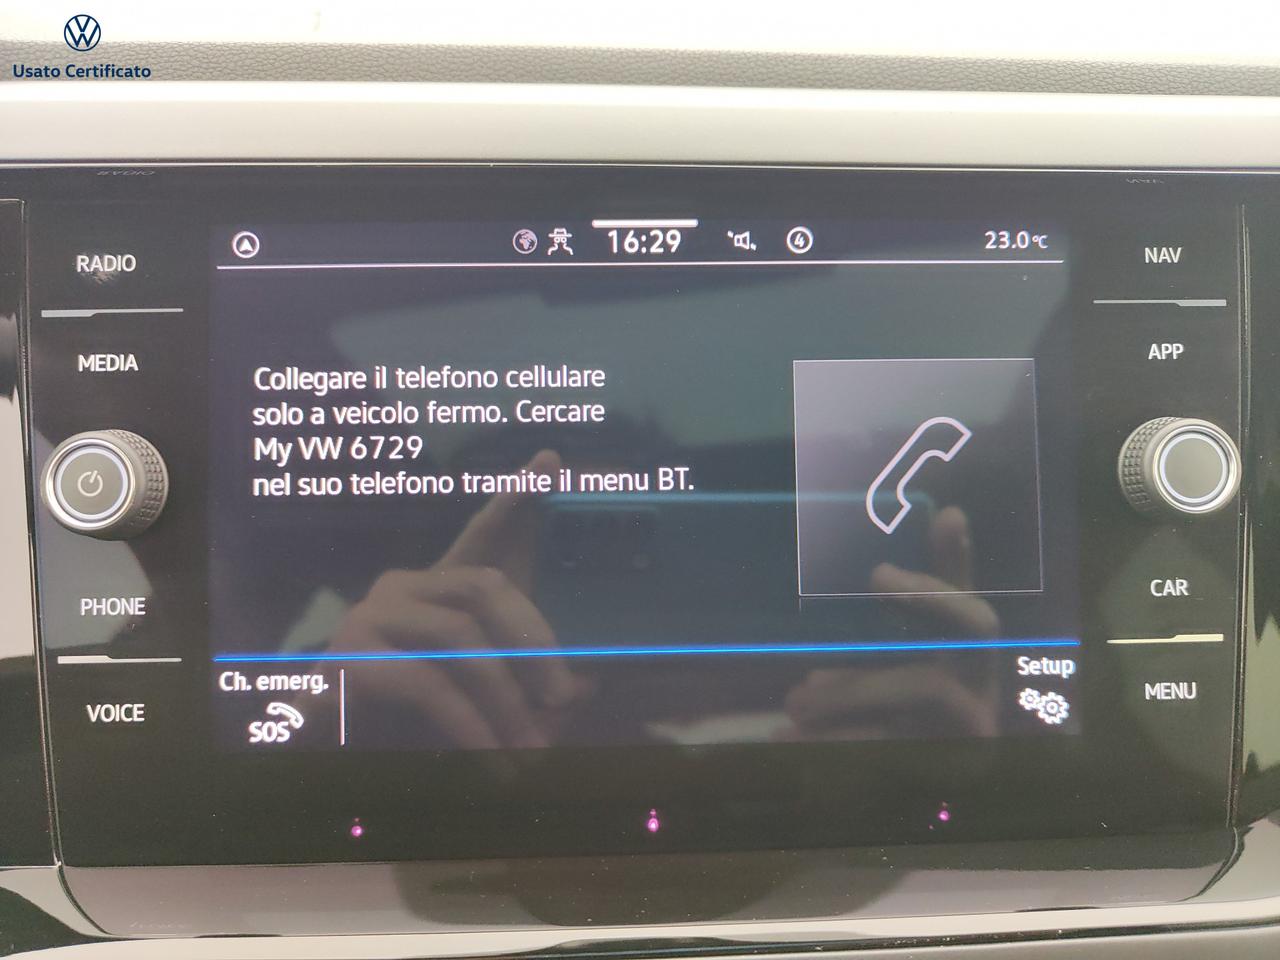 Usato Certificato
RADIO
MEDIA
PHONE
VOICE
16:29
4
23.0°C
Collegare il telefono cellulare
solo a veicolo fermo. Cercare
My VW 6729
nel suo telefono tramite il menu BT.
Ch. emerg.
SOS
Setup
NAV
APP
CAR
MENU